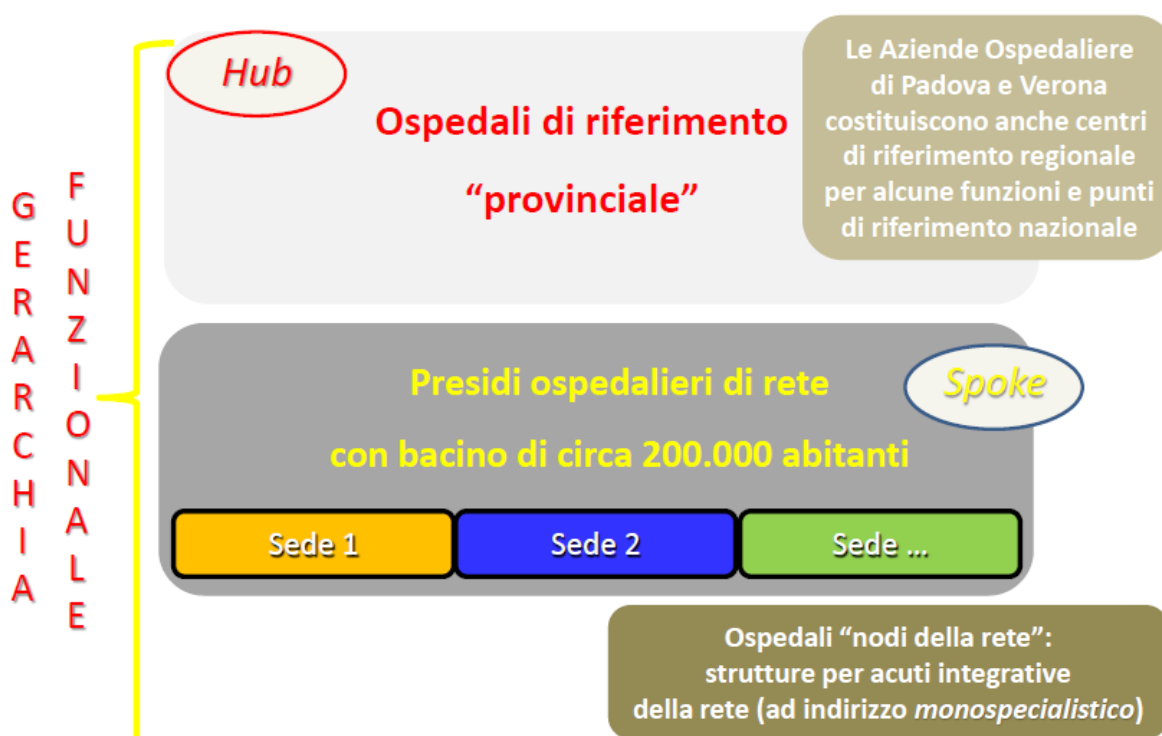 GERARCHIA
FUNZIONALE
Hub
Ospedali di riferimento
“provinciale”
Le Aziende Ospedaliere
di Padova e Verona
costituiscono anche centri
di riferimento regionale
per alcune funzioni e punti
di riferimento nazionale
Presidi ospedalieri di rete
con bacino di circa 200.000 abitanti
Spoke
Sede 1
Sede 2
Sede ...
Ospedali “nodi della rete”:
strutture per acuti integrative
della rete (ad indirizzo monospecialistico)